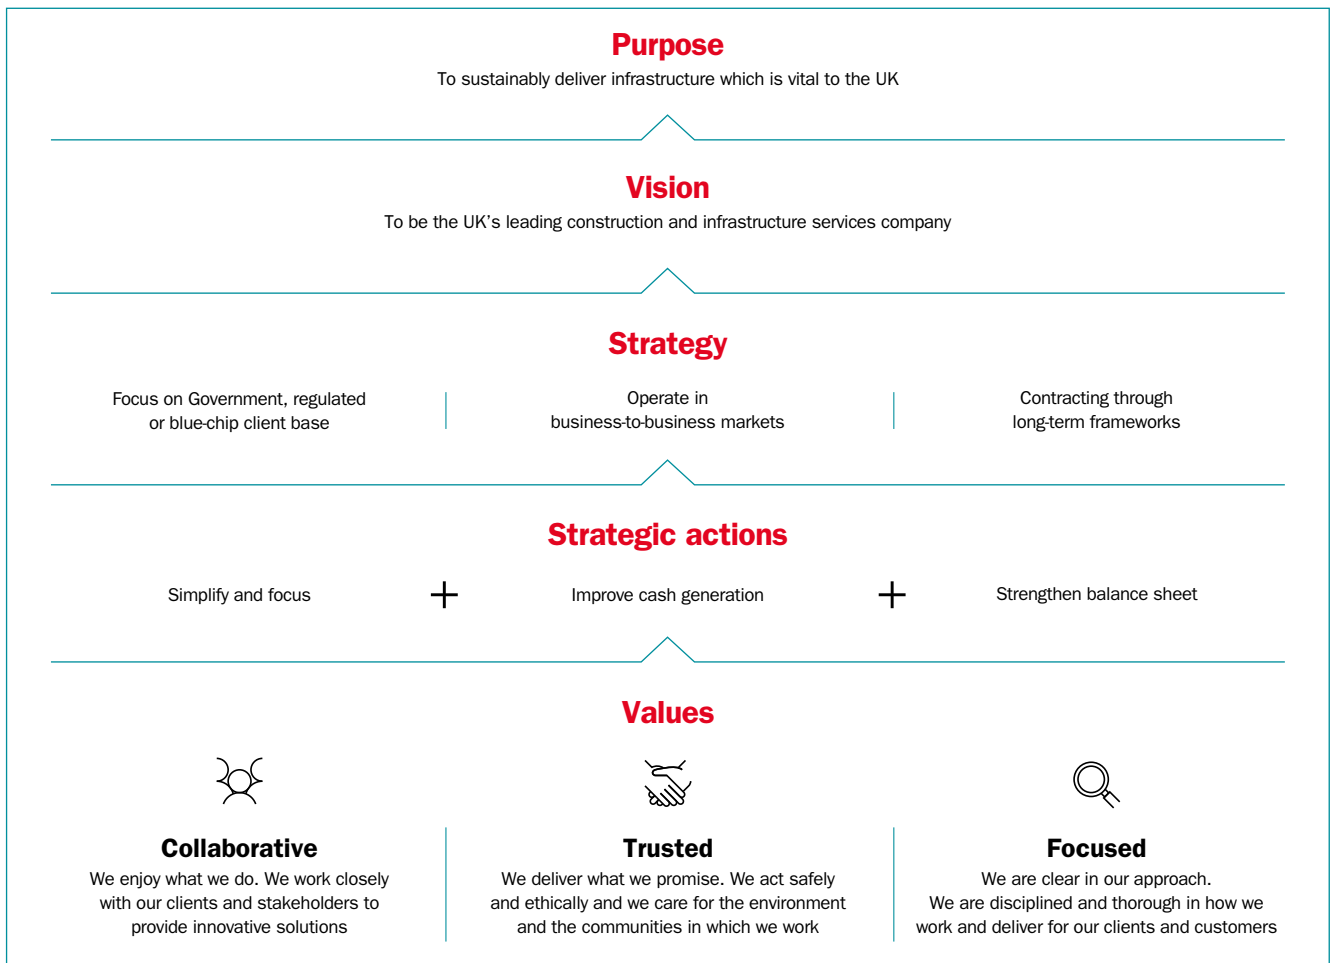 Purpose
To sustainably deliver infrastructure which is vital to the UK
Vision
To be the UK's leading construction and infrastructure services company
Strategy
Focus on Government, regulated
or blue-chip client base
Operate in
business-to-business markets
Contracting through
long-term frameworks
Strategic actions
Simplify and focus
+
Improve cash generation
+
Strengthen balance sheet
Values
Collaborative
We enjoy what we do. We work closely
with our clients and stakeholders to
provide innovative solutions
Trusted
We deliver what we promise. We act safely
and ethically and we care for the environment
and the communities in which we work
Focused
We are clear in our approach.
We are disciplined and thorough in how we
work and deliver for our clients and customers